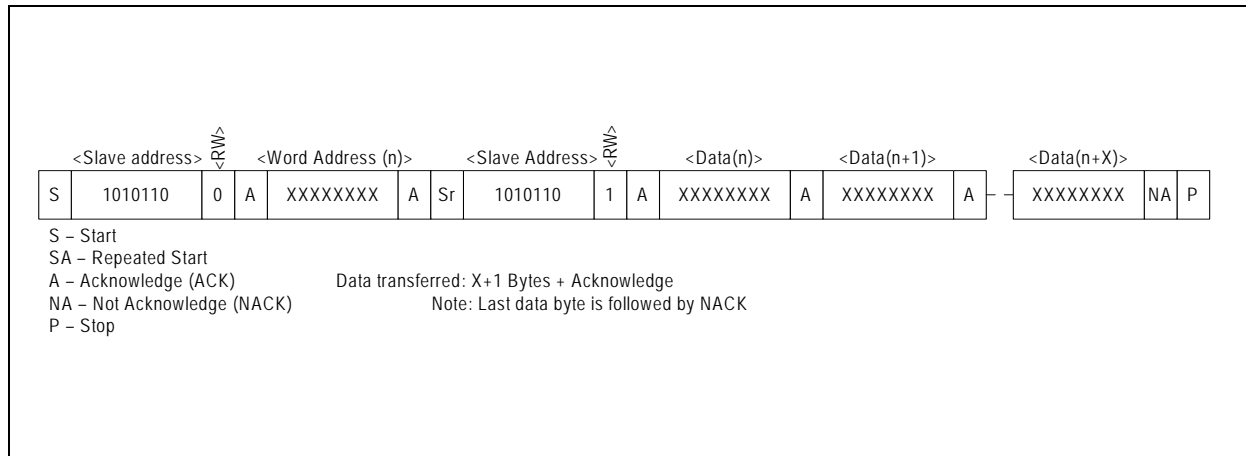 <Slave address> <RW> <Word Address (n)> <Slave Address> <RW> <Data(n)> <Data(n+1)> <Data(n+X)>
S 1010110 0 A XXXXXXXX A Sr 1010110 1 A XXXXXXXX A XXXXXXXX A XXXXXXXX NA P
S – Start
SA – Repeated Start
A – Acknowledge (ACK) Data transferred: X+1 Bytes + Acknowledge
NA – Not Acknowledge (NACK) Note: Last data byte is followed by NACK
P – Stop